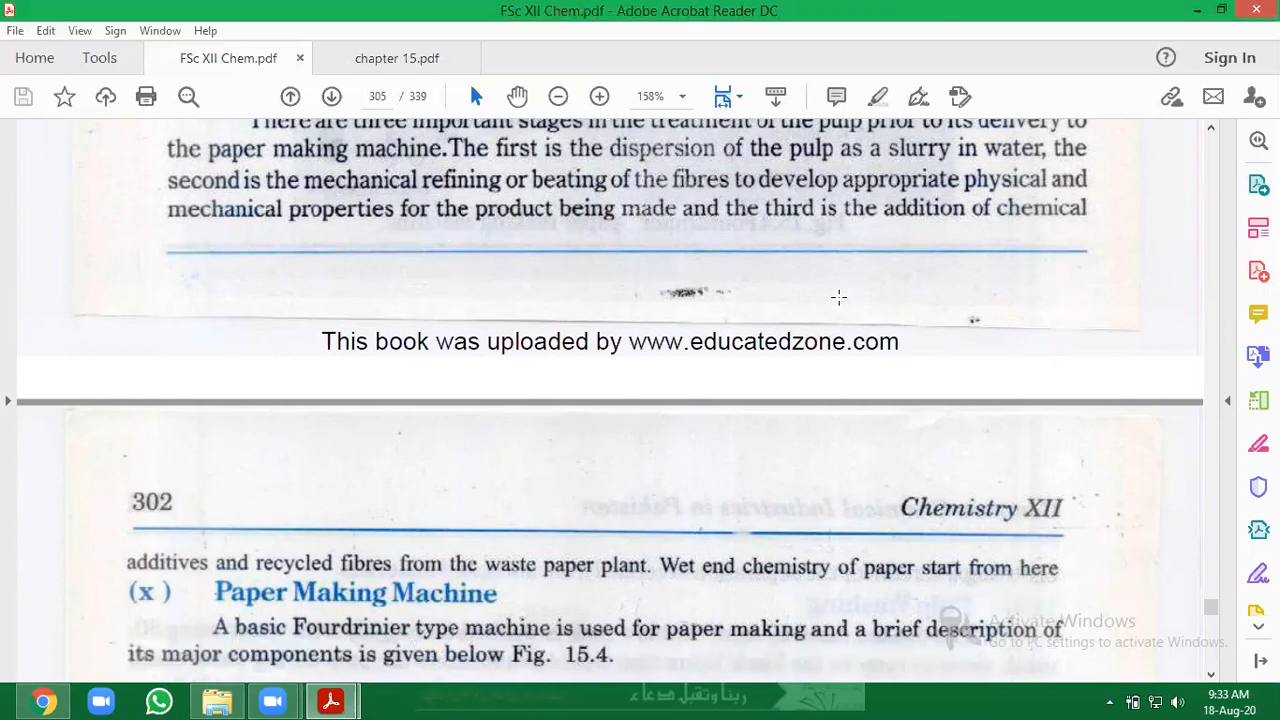 FSc XII Chem.pdf - Adobe Acrobat Reader DC
File Edit View Sign Window Help
Home Tools FSc XII Chem.pdf × chapter 15.pdf Sign In
305 / 339 158%
There are three important stages in the treatment of the pulp prior to its delivery to
the paper making machine.The first is the dispersion of the pulp as a slurry in water, the
second is the mechanical refining or beating of the fibres to develop appropriate physical and
mechanical properties for the product being made and the third is the addition of chemical
This book was uploaded by www.educatedzone.com
302 Chemistry XII
additives and recycled fibres from the waste paper plant. Wet end chemistry of paper start from here
(x ) Paper Making Machine
A basic Fourdrinier type machine is used for paper making and a brief description of
its major components is given below Fig. 15.4.
Activate Windows
Go to PC settings to activate Windows.
ربنا وتقبل دعاء
9:33 AM
18-Aug-20